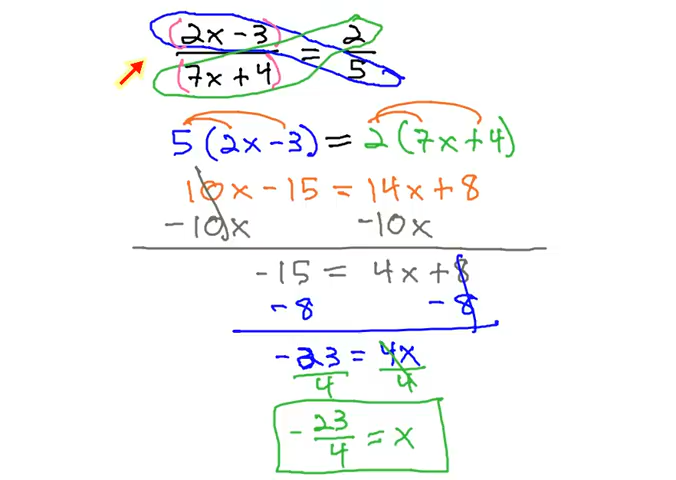 (2x - 3) / (7x + 4) = 2 / 5
5(2x - 3) = 2(7x + 4)
10x - 15 = 14x + 8
-10x -10x
-15 = 4x + 8
-8 -8
-23 / 4 = 4x / 4
-23 / 4 = x